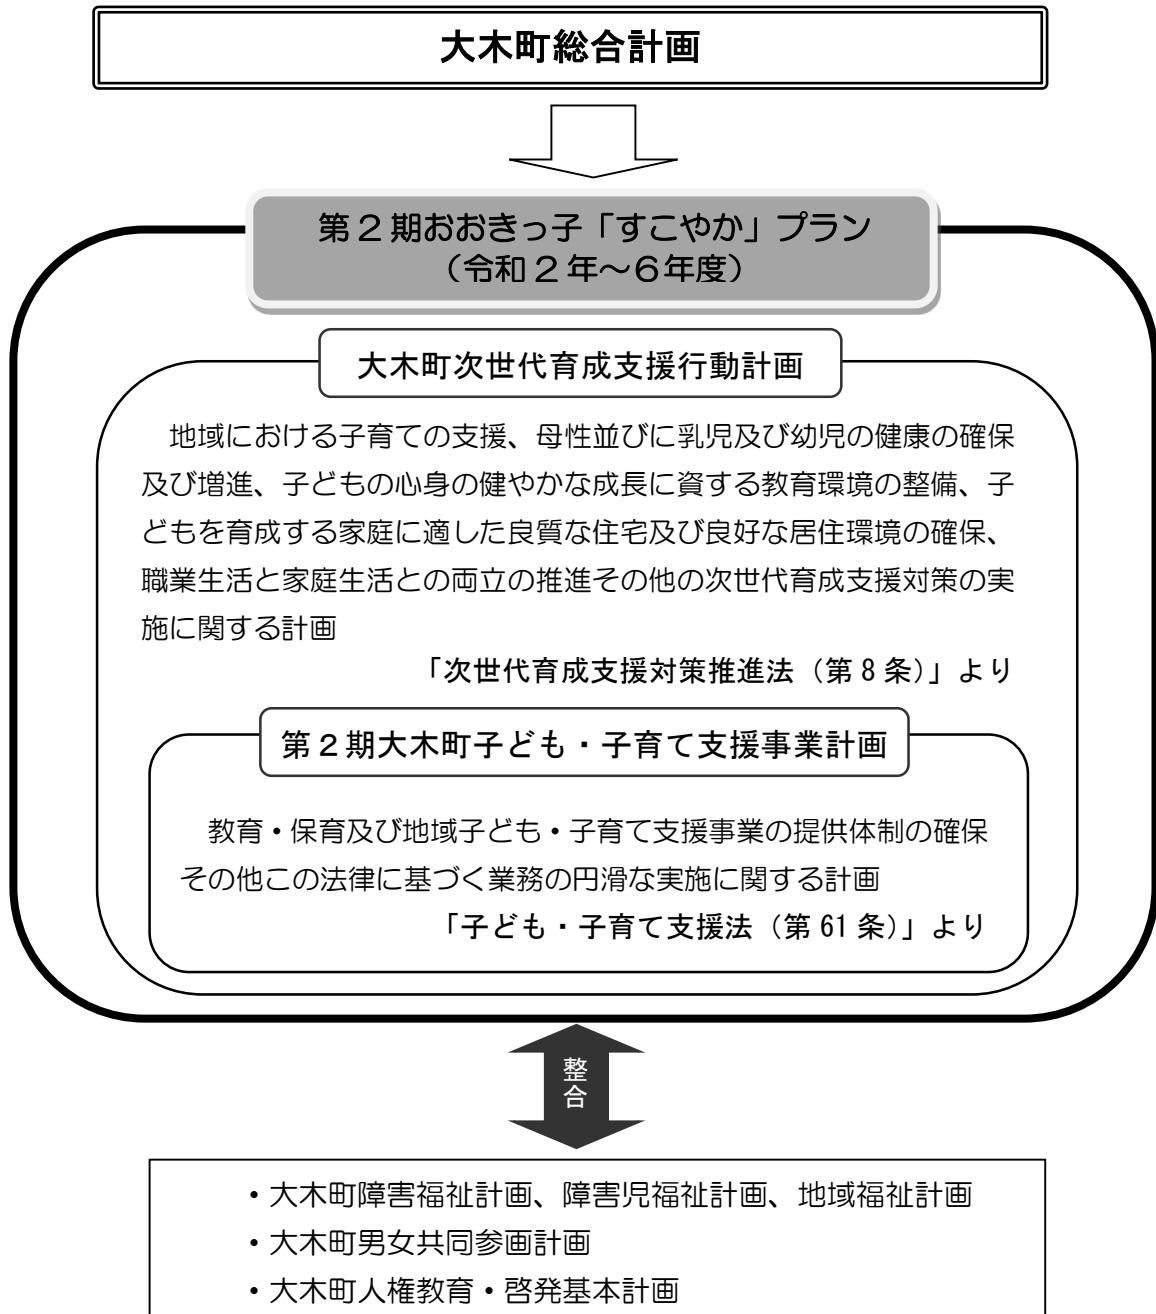 大木町総合計画
第２期おおきっ子「すこやか」プラン
（令和２年～６年度）
大木町次世代育成支援行動計画
地域における子育ての支援、母性並びに乳児及び幼児の健康の確保
及び増進、子どもの心身の健やかな成長に資する教育環境の整備、子
どもを育成する家庭に適した良質な住宅及び良好な居住環境の確保、
職業生活と家庭生活との両立の推進その他の次世代育成支援対策の実
施に関する計画
「次世代育成支援対策推進法（第８条）」より
第２期大木町子ども・子育て支援事業計画
教育・保育及び地域子ども・子育て支援事業の提供体制の確保
その他この法律に基づく業務の円滑な実施に関する計画
「子ども・子育て支援法（第61条）」より
整合
・大木町障害福祉計画、障害児福祉計画、地域福祉計画
・大木町男女共同参画計画
・大木町人権教育・啓発基本計画